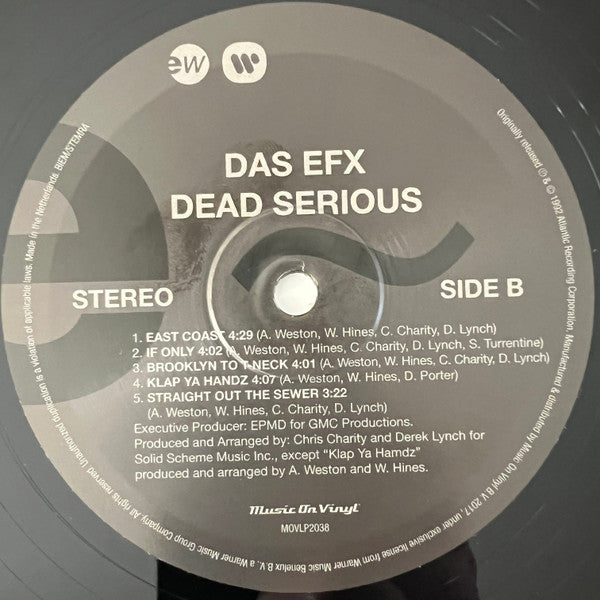 ew
DAS EFX
DEAD SERIOUS
STEREO
SIDE B
1. EAST COAST 4:29 (A. Weston, W. Hines, C. Charity, D. Lynch)
2. IF ONLY 4:02 (A. Weston, W. Hines, C. Charity, D. Lynch, S. Turrentine)
3. BROOKLYN TO T-NECK 4:01 (A. Weston, W. Hines, C. Charity, D. Lynch)
4. KLAP YA HANDZ 4:07 (A. Weston, W. Hines, D. Porter)
5. STRAIGHT OUT THE SEWER 3:22
(A. Weston, W. Hines, C. Charity, D. Lynch)
Executive Producer: EPMD for GMC Productions.
Produced and Arranged by: Chris Charity and Derek Lynch for
Solid Scheme Music Inc., except "Klap Ya Hamdz"
produced and arranged by A. Weston and W. Hines.
Music On Vinyl
MOVLP2038
Originally released ℗ & © 1992 Atlantic Recording Corporation. Manufactured & distributed by Music On Vinyl B.V. 2017, under exclusive license from Warner Music Benelux B.V., a Warner Music Group Company. All rights reserved Unauthorized duplication is a violation of applicable laws. Made in the Netherlands. BIEM/STEMRA